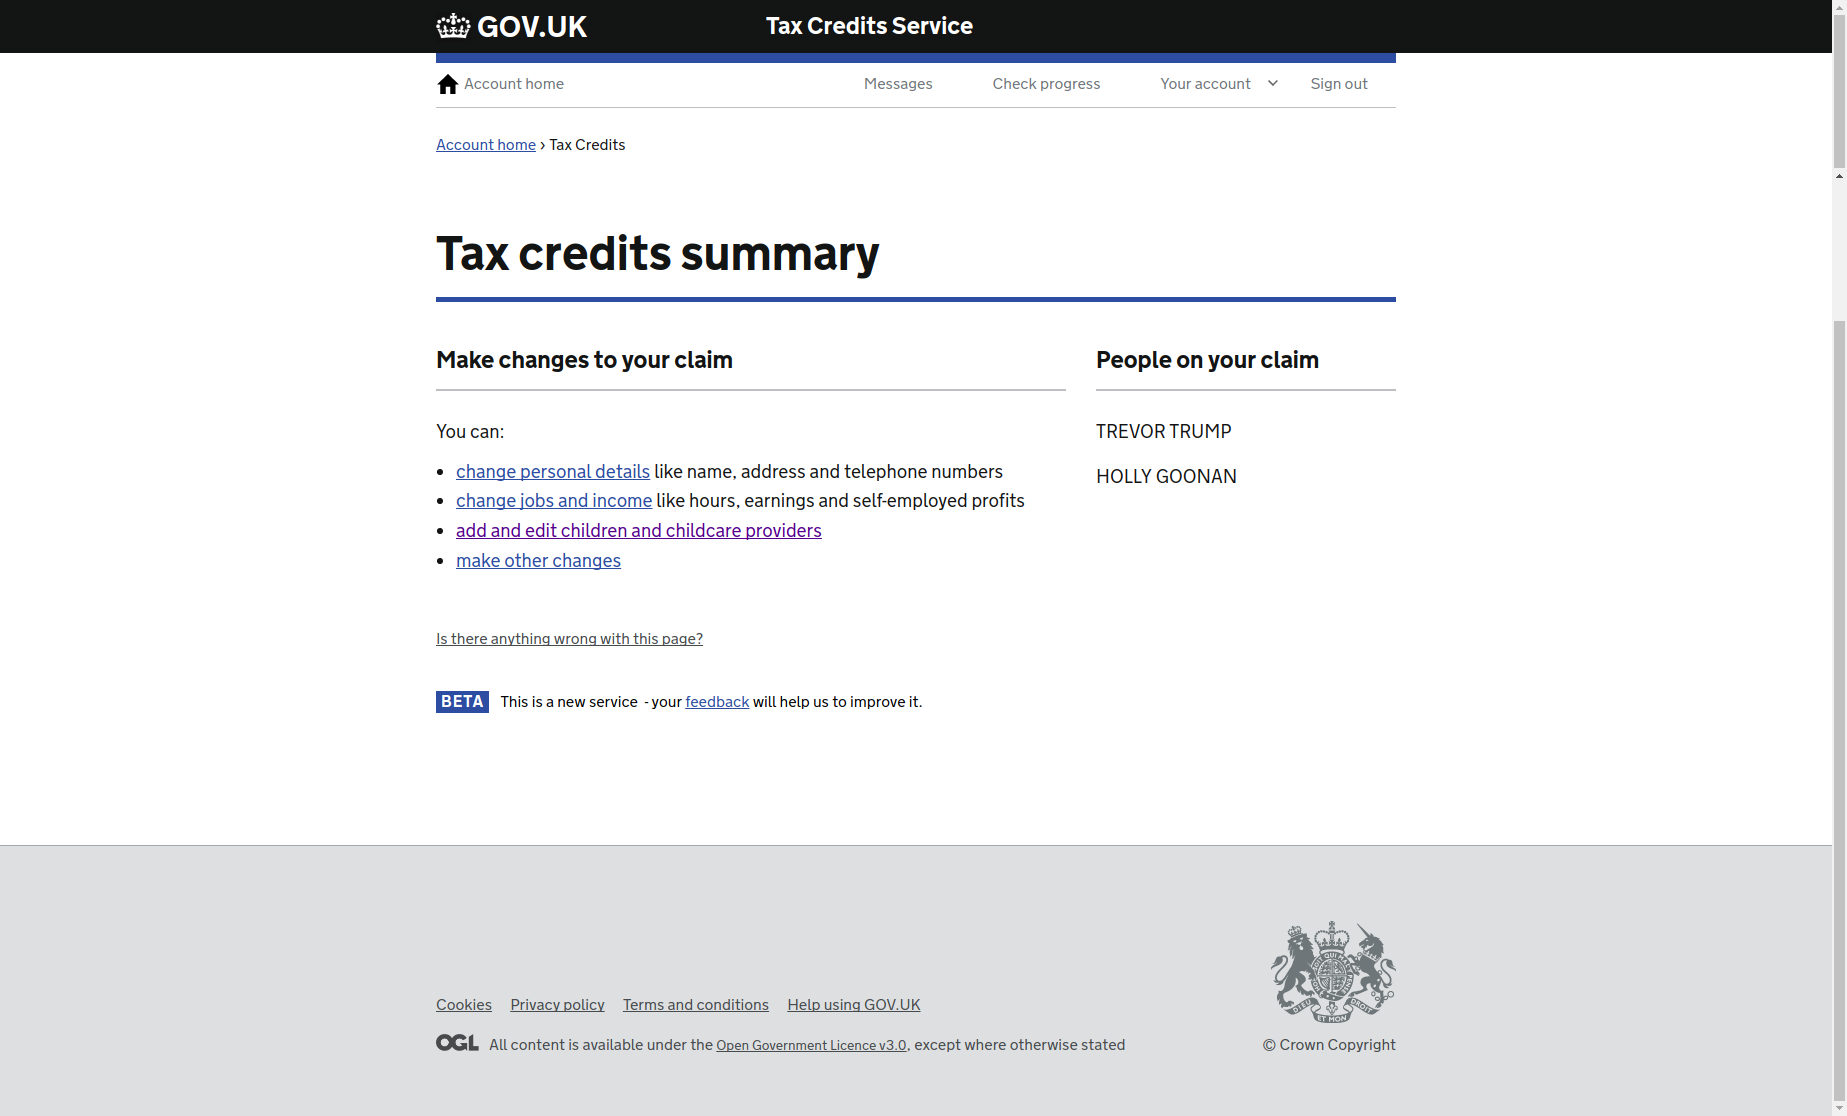 GOV.UK
Tax Credits Service
Account home
Messages
Check progress
Your account
Sign out
Account home › Tax Credits
Tax credits summary
Make changes to your claim
People on your claim
You can:
TREVOR TRUMP
change personal details like name, address and telephone numbers
HOLLY GOONAN
change jobs and income like hours, earnings and self-employed profits
add and edit children and childcare providers
make other changes
Is there anything wrong with this page?
BETA This is a new service - your feedback will help us to improve it.
Cookies Privacy policy Terms and conditions Help using GOV.UK
OGL All content is available under the Open Government Licence v3.0, except where otherwise stated
DIEU ET MON DROIT
© Crown Copyright